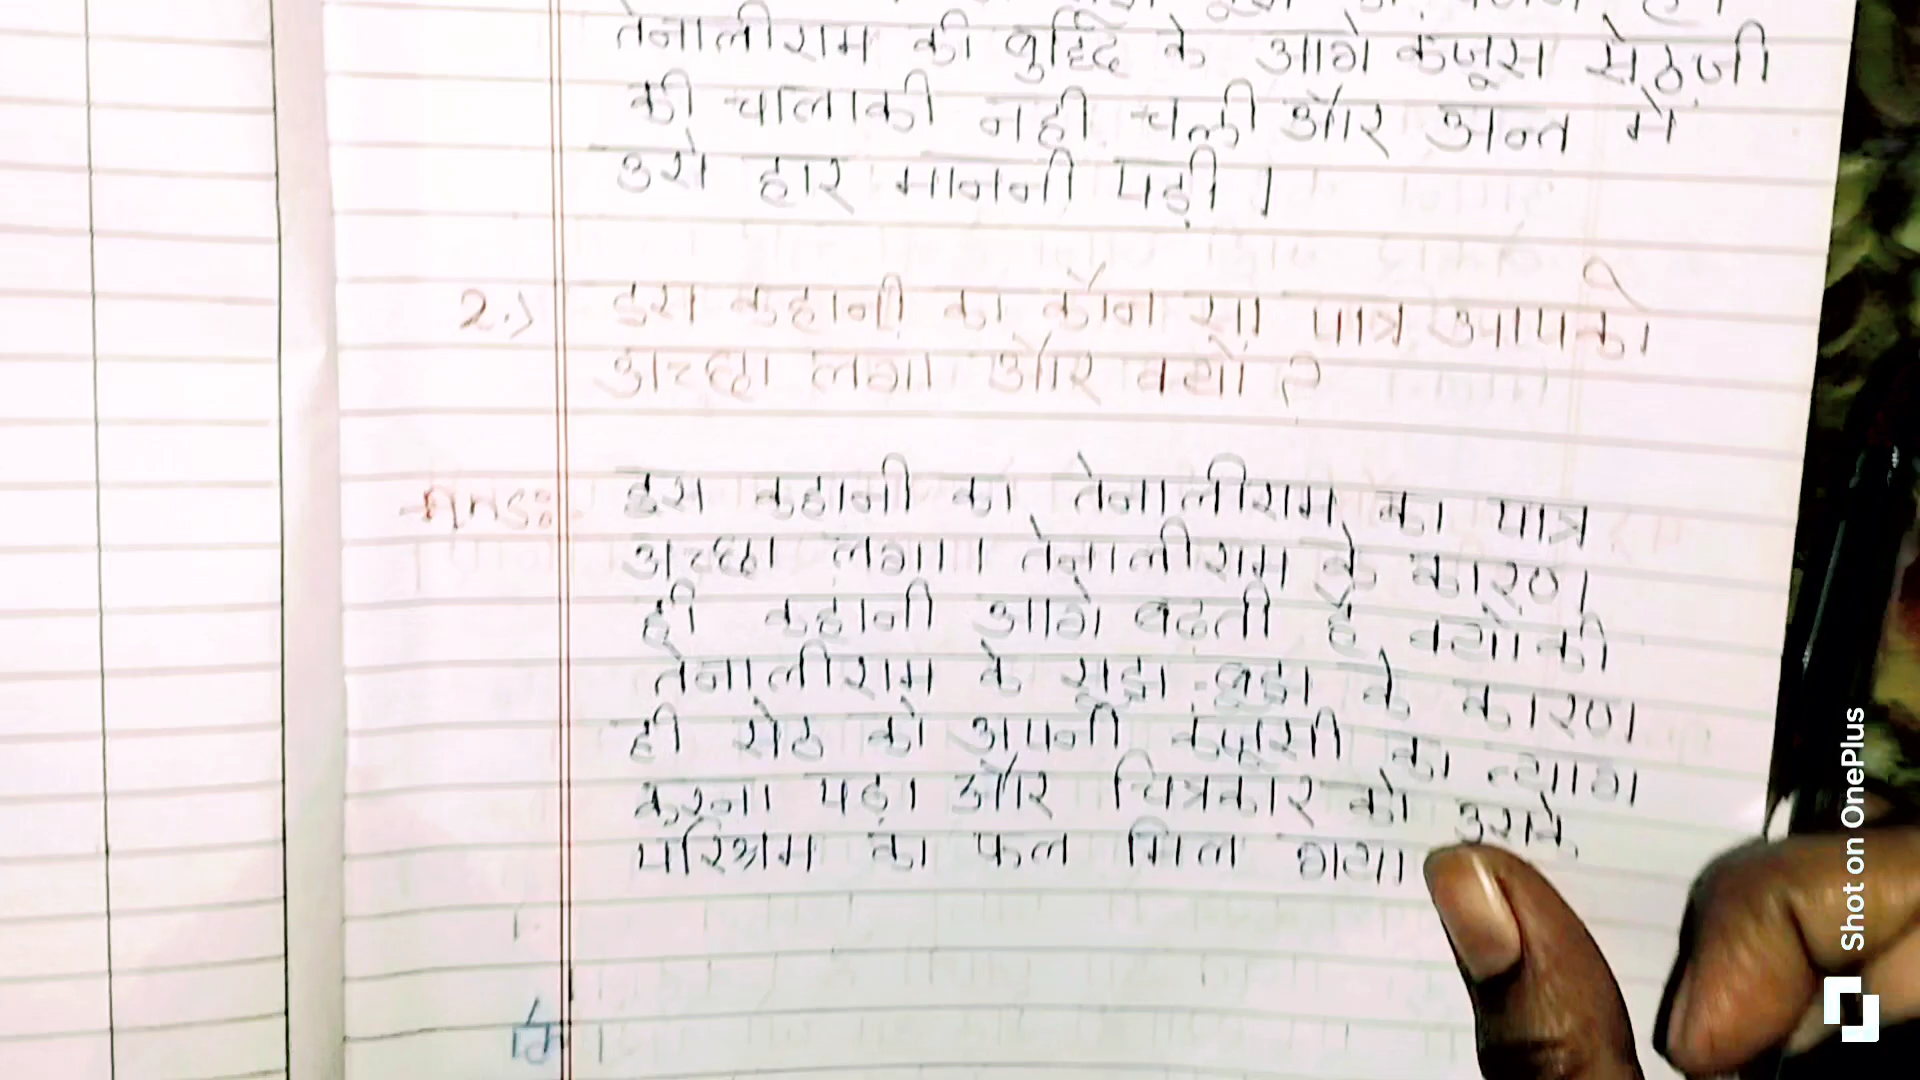 तेनालीराम की बुद्धि के आगे कंजूस सेठजी
की चालाकी नही चली और अन्त में
उसे हार माननी पड़ी।
2.) इस कहानी का कौन सा पात्र आपको
अच्छा लगा और क्यों?
इस कहानी का तेनालीराम का पात्र
अच्छा लगा। तेनालीराम के कारण
ही कहानी आगे बढ़ती है क्योंकी
तेनालीराम के सूझ-बूझ के कारण
ही सेठ को अपनी कंजूसी का त्याग
करना पड़ा और चित्रकार को उसके
परिश्रम का फल मिल गया
Shot on OnePlus